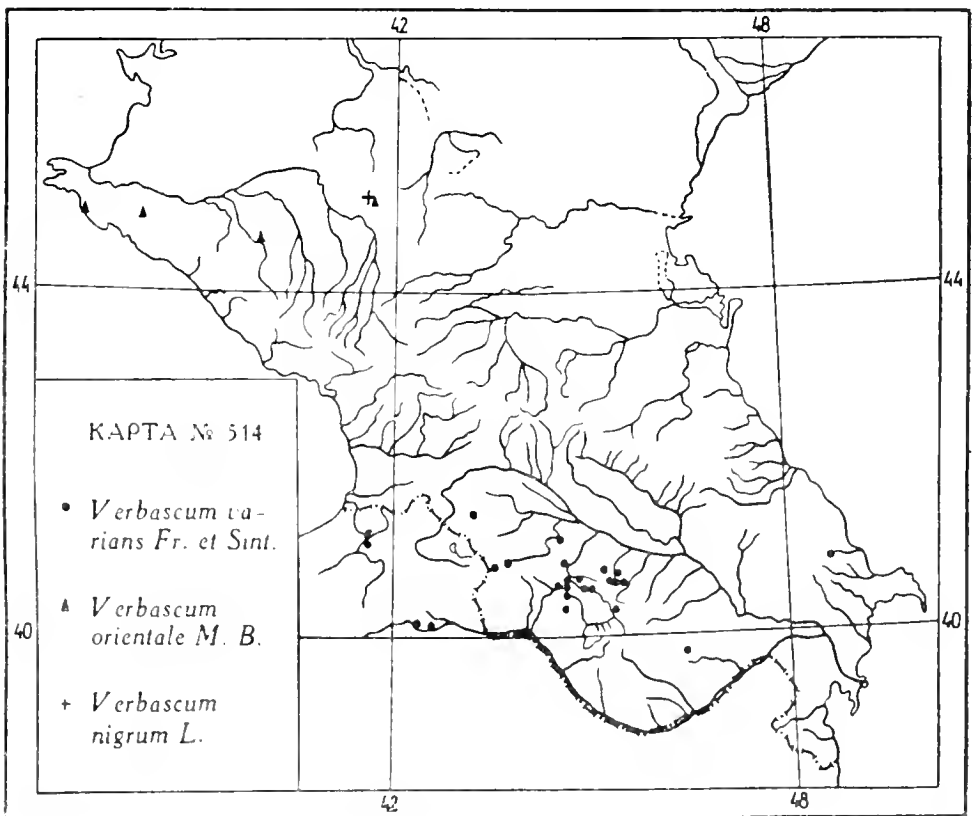 42 48
44 44
КАРТА № 514
Verbascum va-
rians Fr. et Sint.
Verbascum
orientale M. B.
+ Verbascum
nigrum L.
40 40
42 48